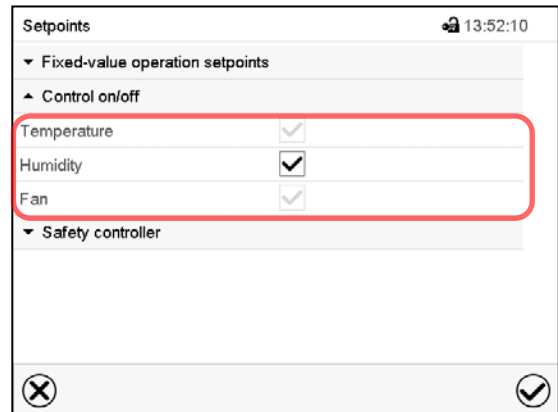 Setpoints 13:52:10
Fixed-value operation setpoints
Control on/off
Temperature
Humidity
Fan
Safety controller